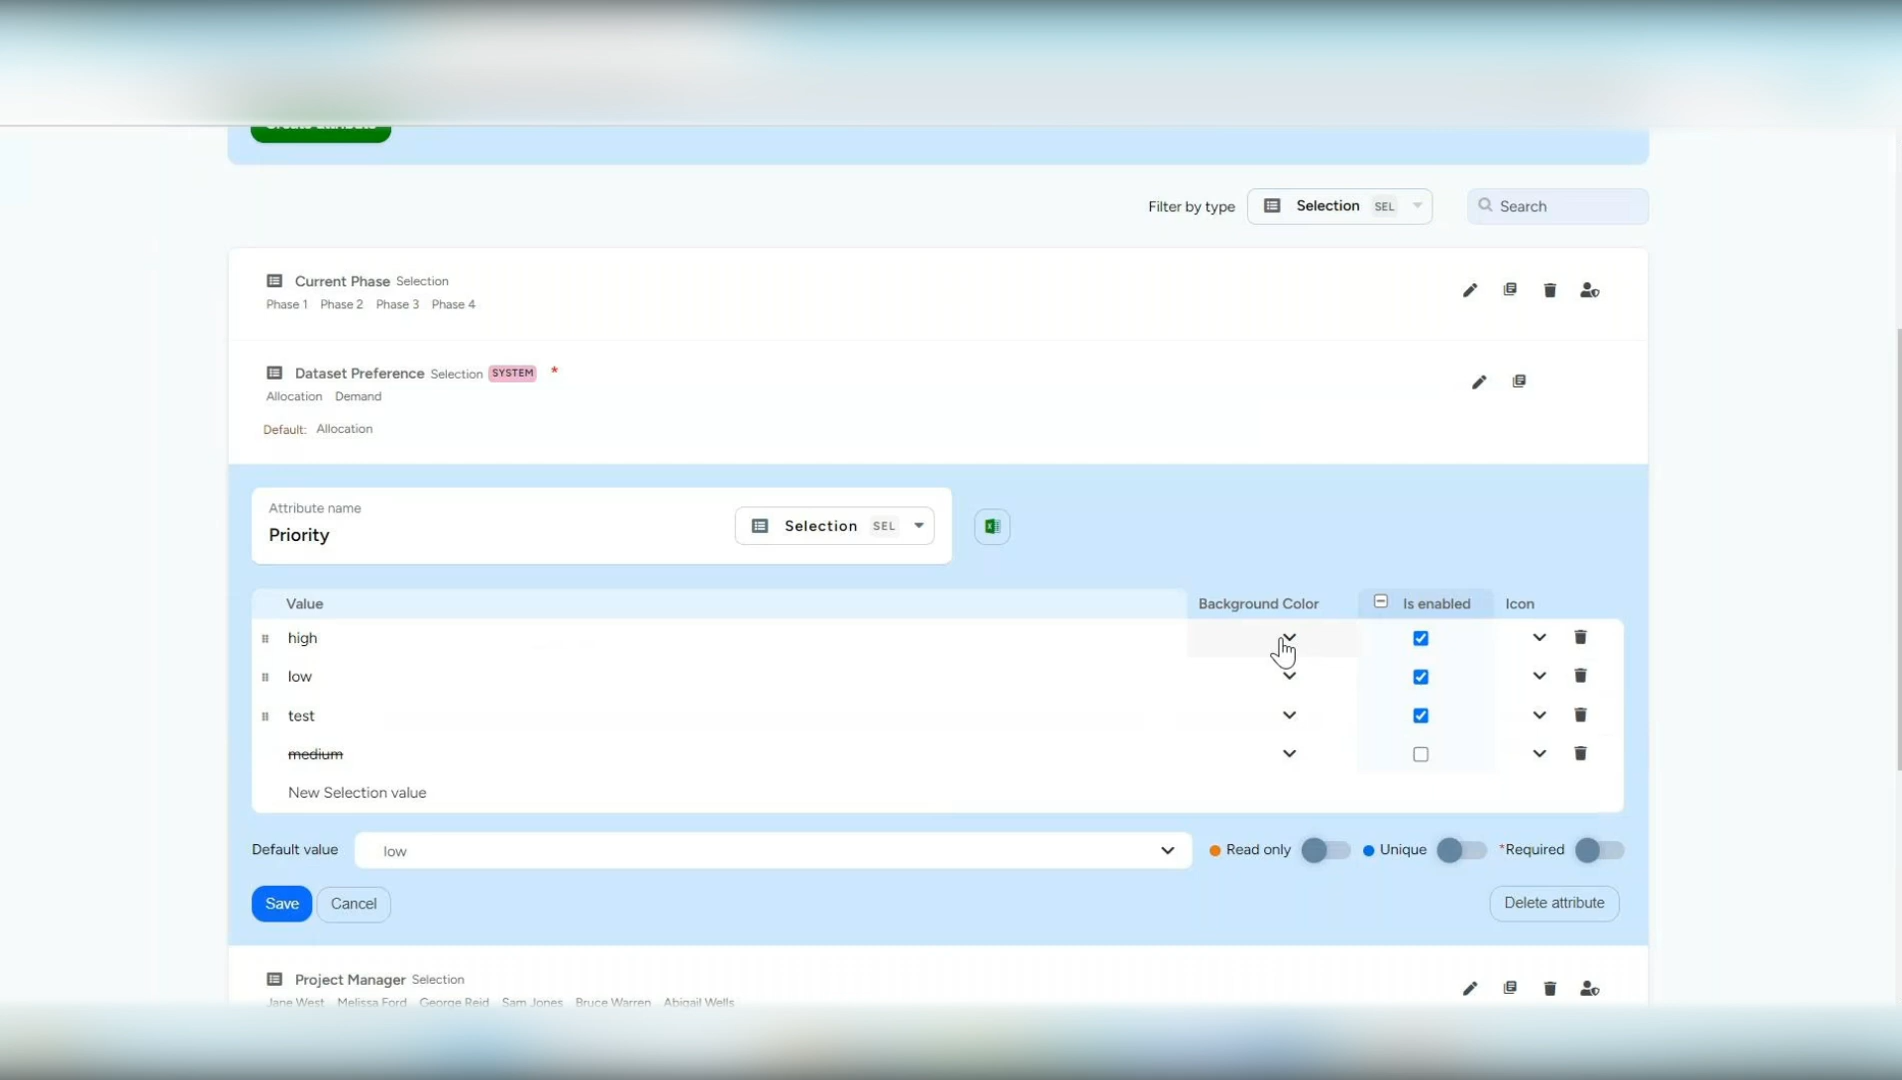 Create attribute
Filter by type Selection SEL Search
Current Phase Selection
Phase 1 Phase 2 Phase 3 Phase 4
Dataset Preference Selection SYSTEM *
Allocation Demand
Default: Allocation
Attribute name
Priority
Selection SEL
Value Background Color Is enabled Icon
high
low
test
medium
New Selection value
Default value low Read only Unique *Required
Save Cancel Delete attribute
Project Manager Selection
Jane West Melissa Ford George Reid Sam Jones Bruce Warren Abigail Wells